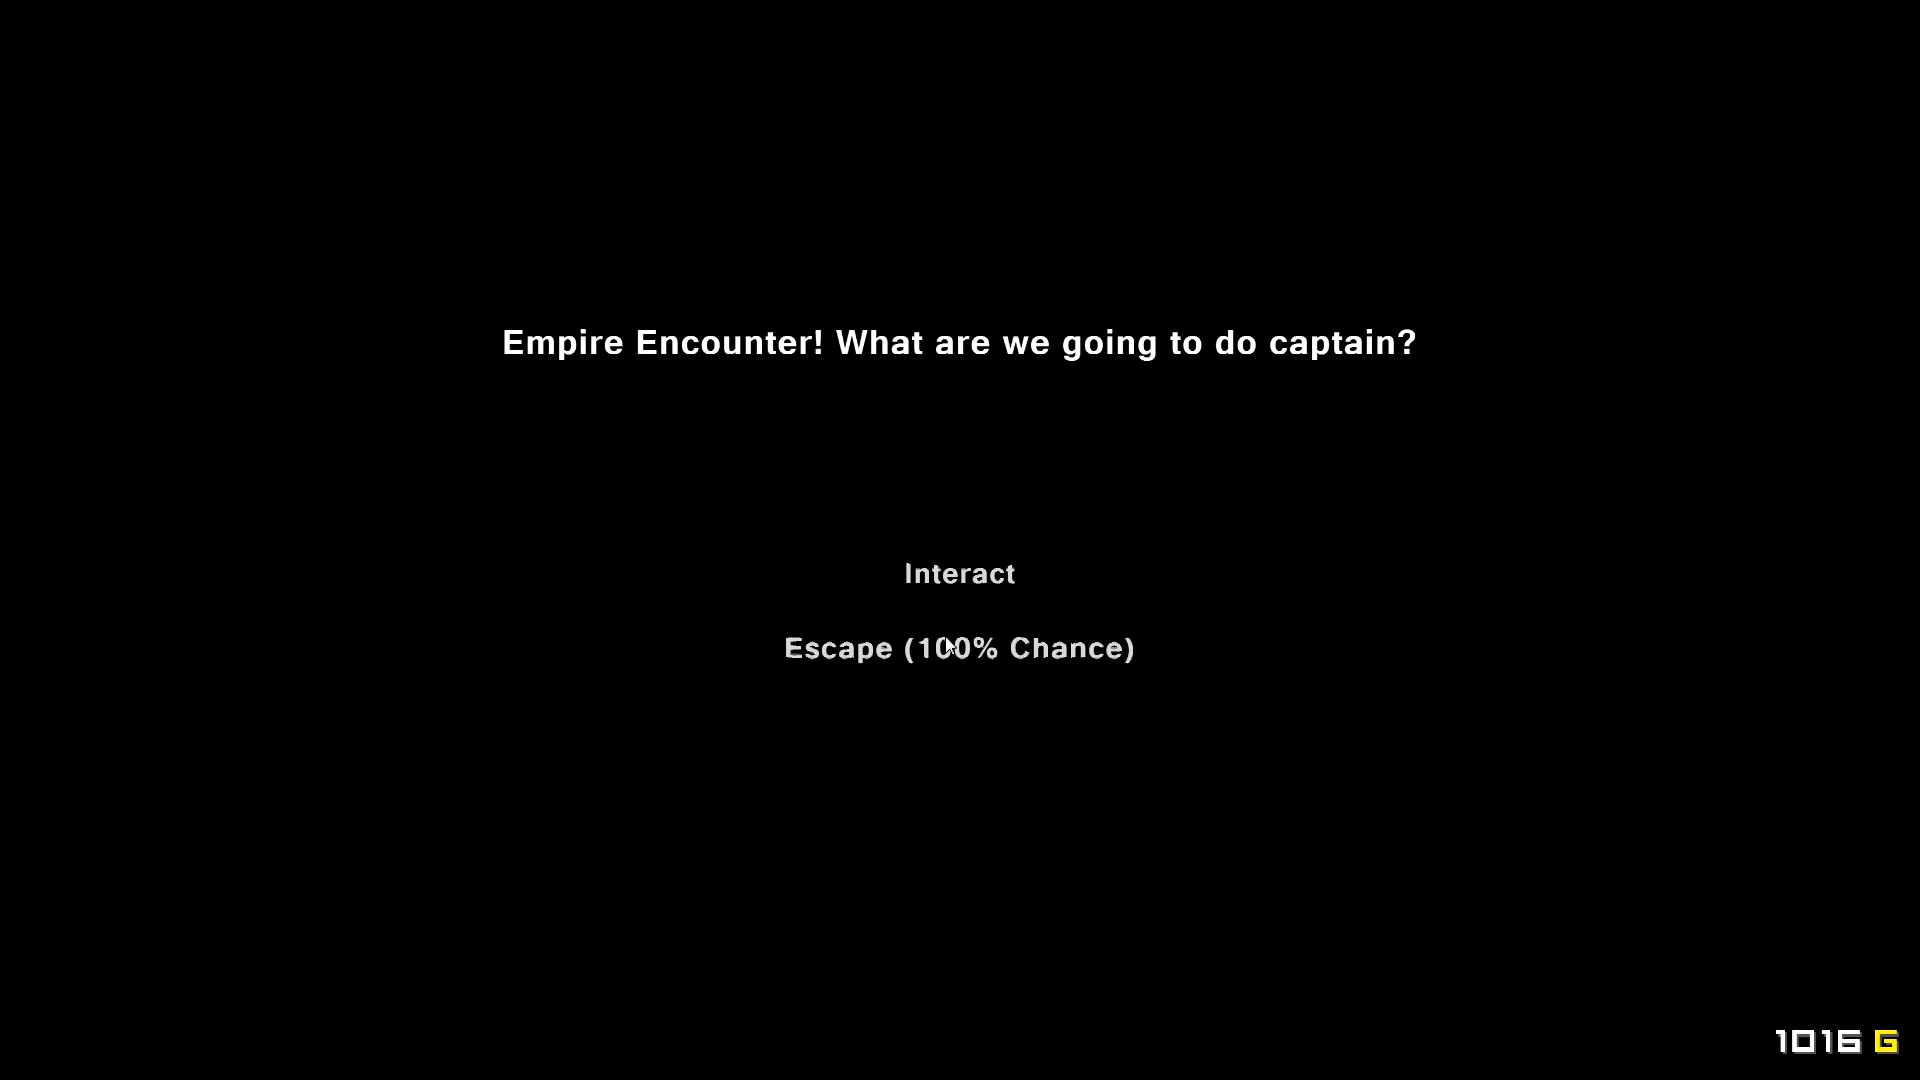 Empire Encounter! What are we going to do captain?
Interact
Escape (100% Chance)
1016 G